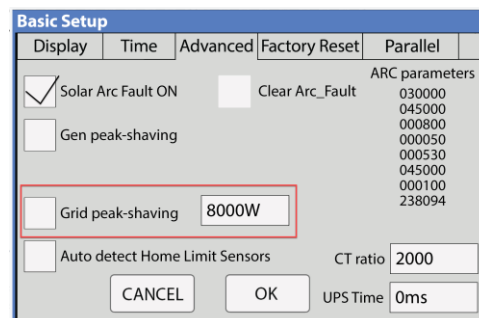 Basic Setup
Display Time Advanced Factory Reset Parallel
ARC parameters
Solar Arc Fault ON Clear Arc_Fault
030000
045000
000800
000050
000530
045000
000100
238094
Gen peak-shaving
Grid peak-shaving 8000W
Auto detect Home Limit Sensors
CT ratio 2000
CANCEL OK UPS Time 0ms